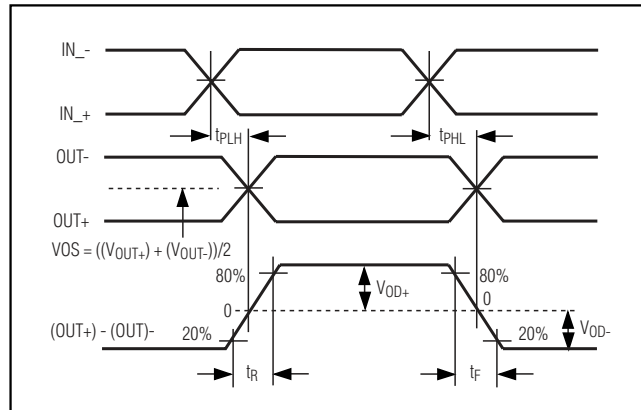 IN_-
IN_+
tPLH
tPHL
OUT-
OUT+
VOS = ((VOUT+) + (VOUT-))/2
80%
VOD+
80%
0
0
(OUT+) - (OUT)-
20%
20%
VOD-
tR
tF